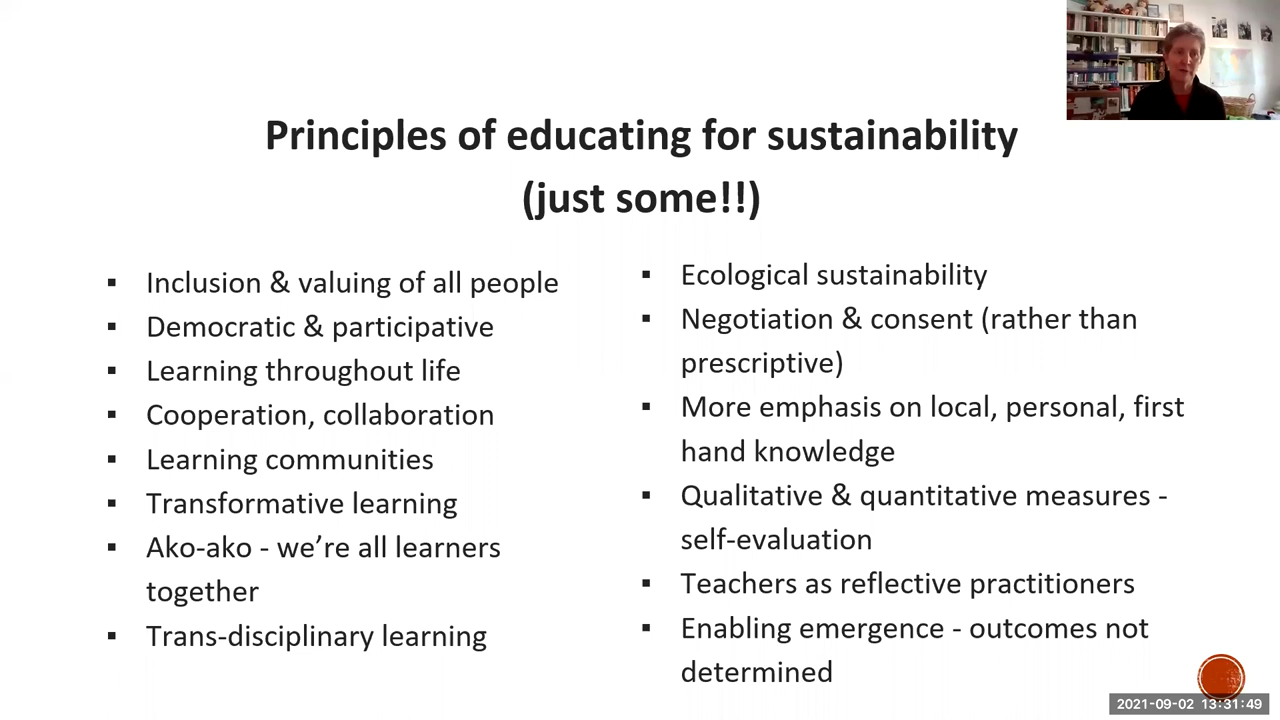 Principles of educating for sustainability
(just some!!)
▪ Inclusion & valuing of all people
▪ Democratic & participative
▪ Learning throughout life
▪ Cooperation, collaboration
▪ Learning communities
▪ Transformative learning
▪ Ako-ako - we’re all learners
together
▪ Trans-disciplinary learning
▪ Ecological sustainability
▪ Negotiation & consent (rather than
prescriptive)
▪ More emphasis on local, personal, first
hand knowledge
▪ Qualitative & quantitative measures -
self-evaluation
▪ Teachers as reflective practitioners
▪ Enabling emergence - outcomes not
determined
2021-09-02 13:31:49